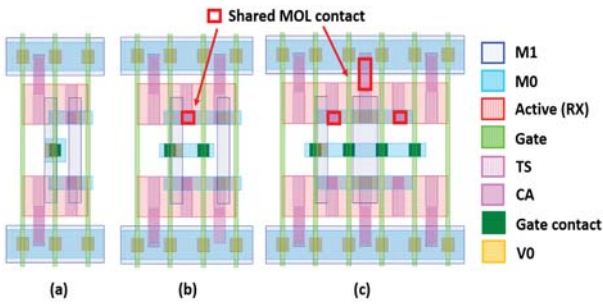 Shared MOL contact
M1
M0
Active (RX)
Gate
TS
CA
Gate contact
V0
(a)
(b)
(c)